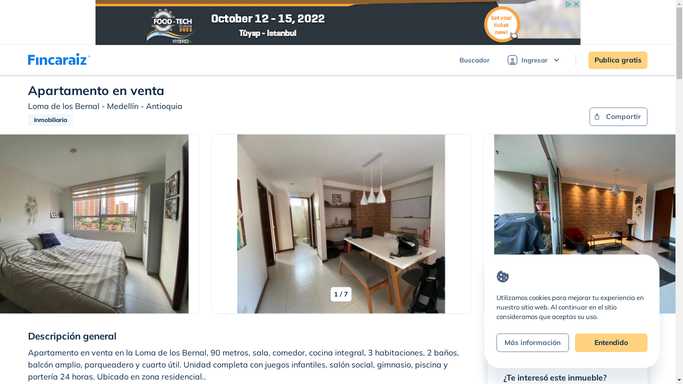 FOOD-TECH
October 12 - 15, 2022
Tüyap - Istanbul
Get your
ticket
now!
Fincaraiz
Buscador
Ingresar
Publica gratis
Apartamento en venta
Loma de los Bernal - Medellín - Antioquia
Inmobiliaria
Compartir
1 / 7
Utilizamos cookies para mejorar tu experiencia en
nuestro sitio web. Al continuar en el sitio
consideramos que aceptas su uso.
Más información
Entendido
Descripción general
Apartamento en venta en la Loma de los Bernal, 90 metros, sala, comedor, cocina integral, 3 habitaciones, 2 baños,
balcón amplio, parqueadero y cuarto útil. Unidad completa con juegos infantiles, salón social, gimnasio, piscina y
portería 24 horas, Ubicado en zona residencial..
¿Te interesó este inmueble?